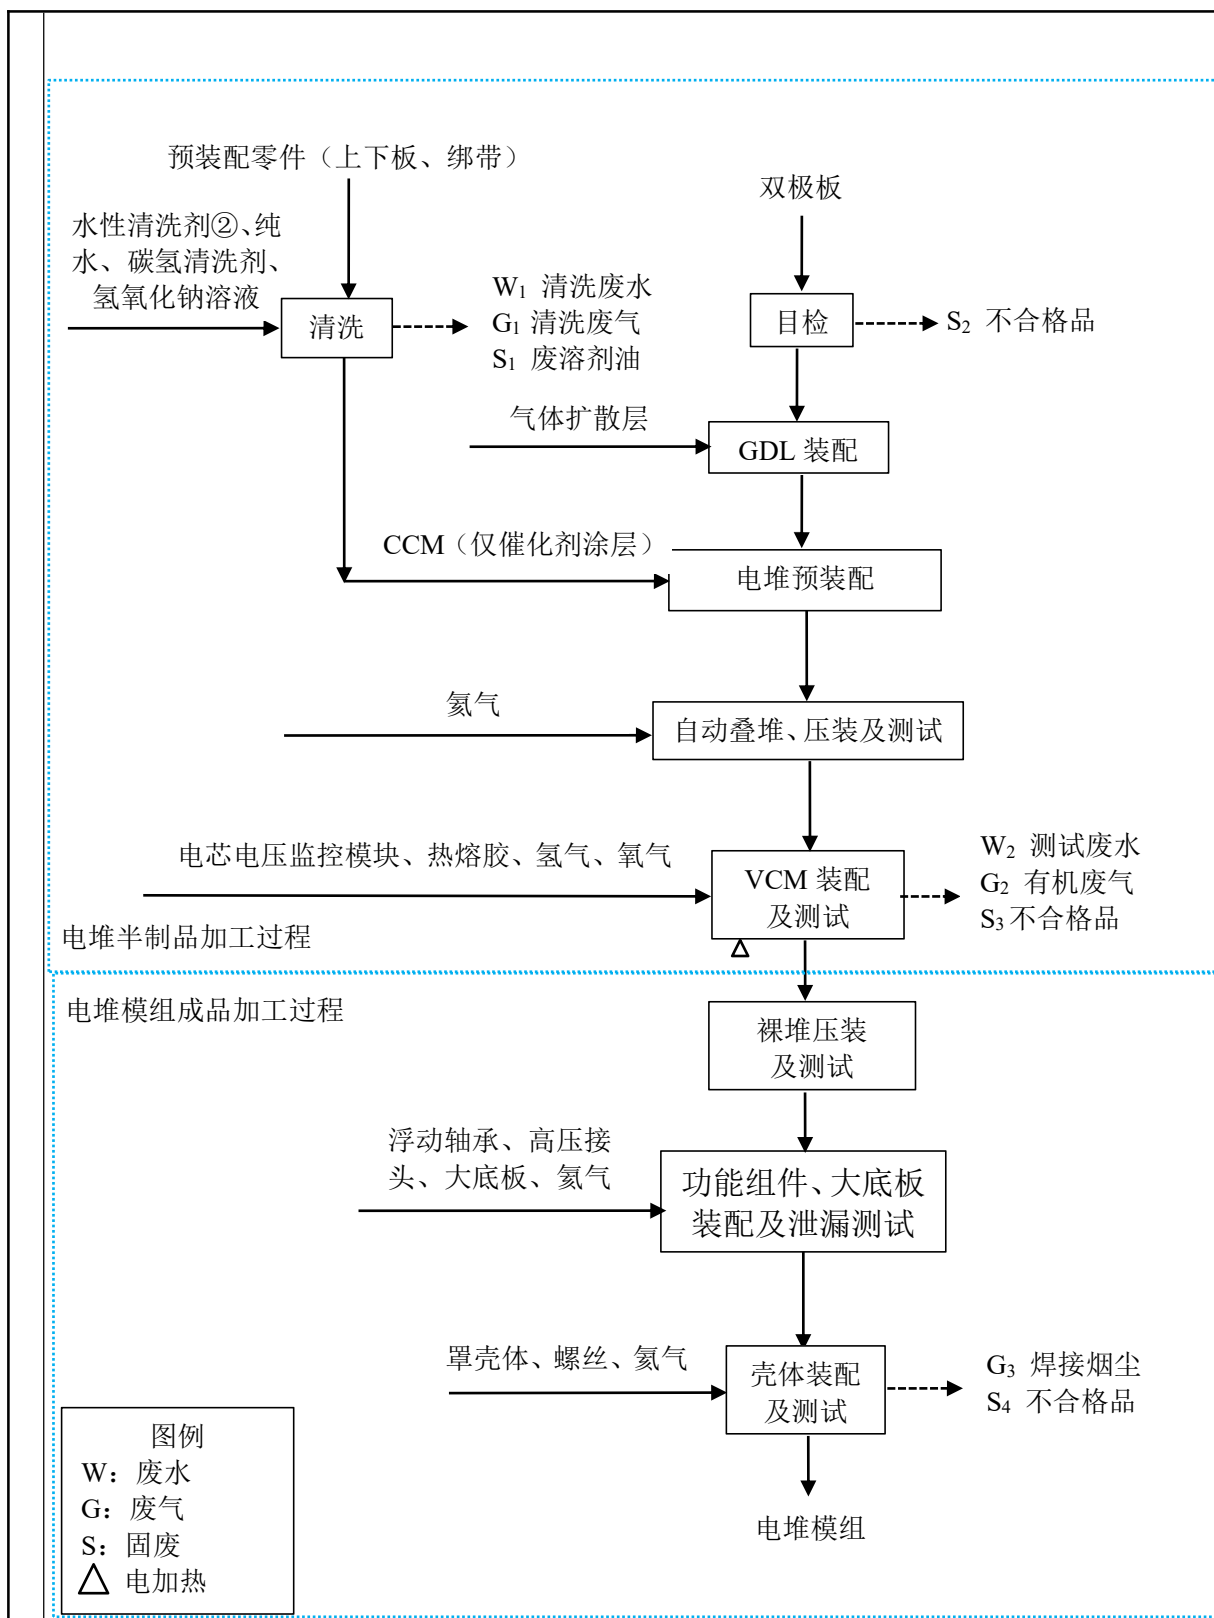 预装配零件（上下板、绑带）
双极板
水性清洗剂②、纯
水、碳氢清洗剂、
氢氧化钠溶液
清洗
W₁ 清洗废水
G₁ 清洗废气
S₁ 废溶剂油
目检
S₂ 不合格品
气体扩散层
GDL 装配
CCM（仅催化剂涂层）
电堆预装配
氦气
自动叠堆、压装及测试
电芯电压监控模块、热熔胶、氢气、氧气
VCM 装配
及测试
W₂ 测试废水
G₂ 有机废气
S₃ 不合格品
电堆半制品加工过程
电堆模组成品加工过程
裸堆压装
及测试
浮动轴承、高压接
头、大底板、氦气
功能组件、大底板
装配及泄漏测试
罩壳体、螺丝、氦气
壳体装配
及测试
G₃ 焊接烟尘
S₄ 不合格品
电堆模组
图例
W：废水
G：废气
S：固废
△ 电加热